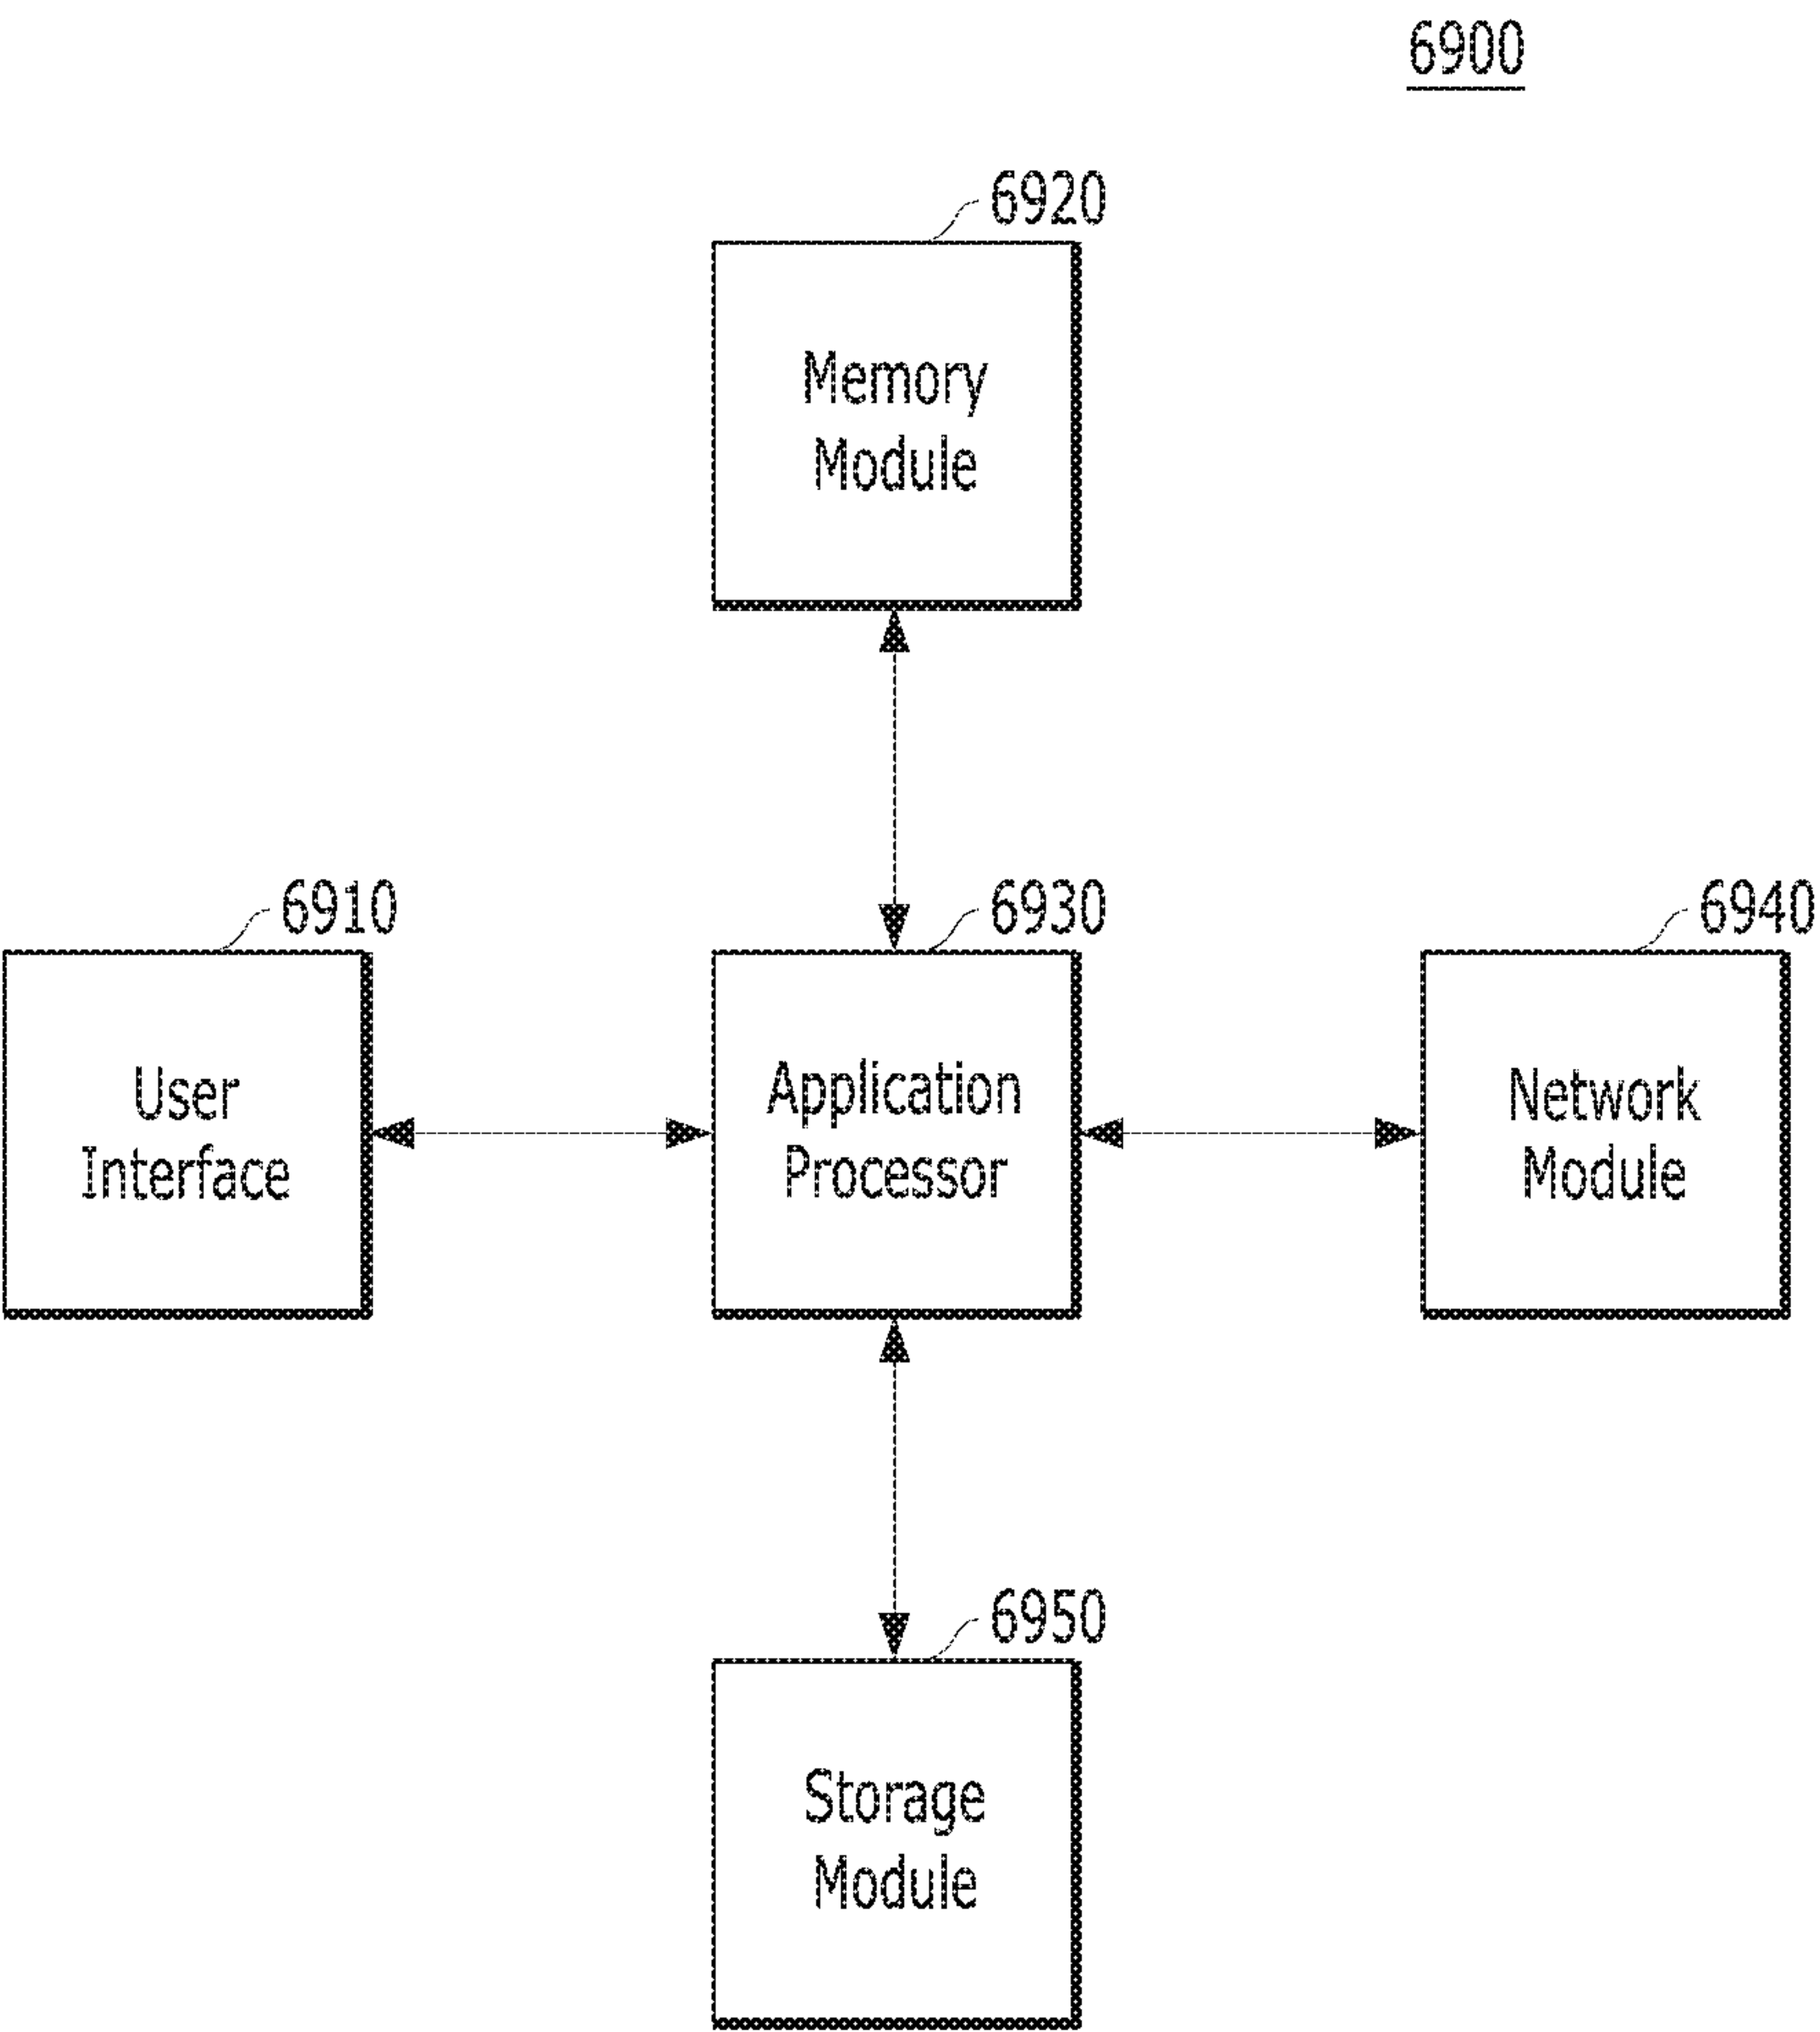 6900
6920
Memory
Module
6910
User
Interface
6930
Application
Processor
6940
Network
Module
6950
Storage
Module